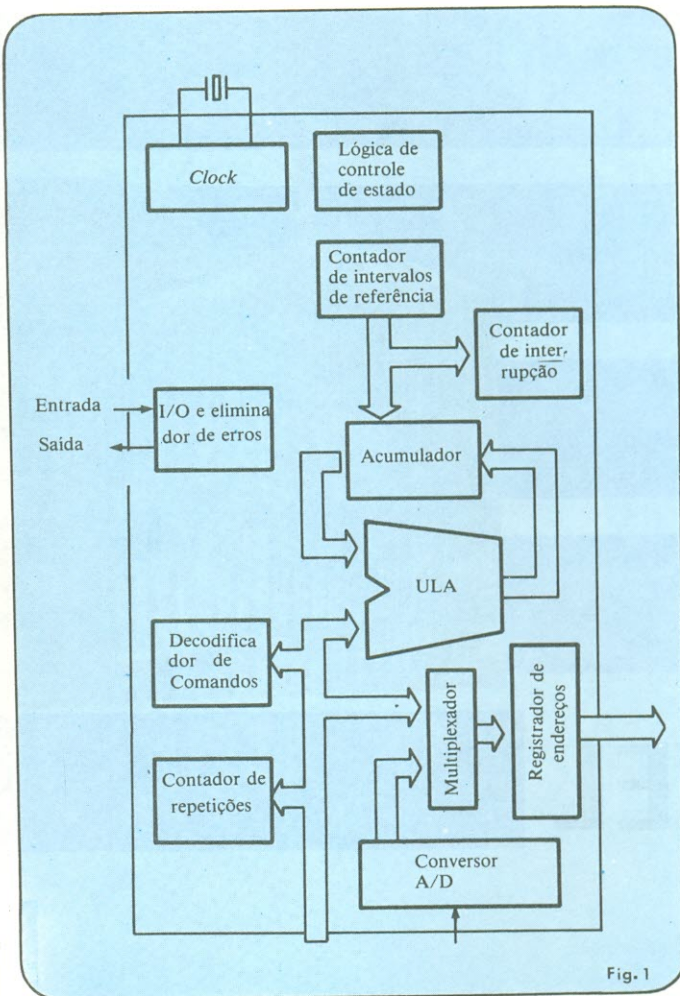 Clock
Lógica de
controle
de estado
Contador
de intervalos
de referência
Contador
de inter-
rupção
Entrada
Saída
I/O e elimina
dor de erros
Acumulador
ULA
Decodifica
dor de
Comandos
Contador de
repetições
Multiplexador
Registrador de
endereços
Conversor
A/D
Fig. 1